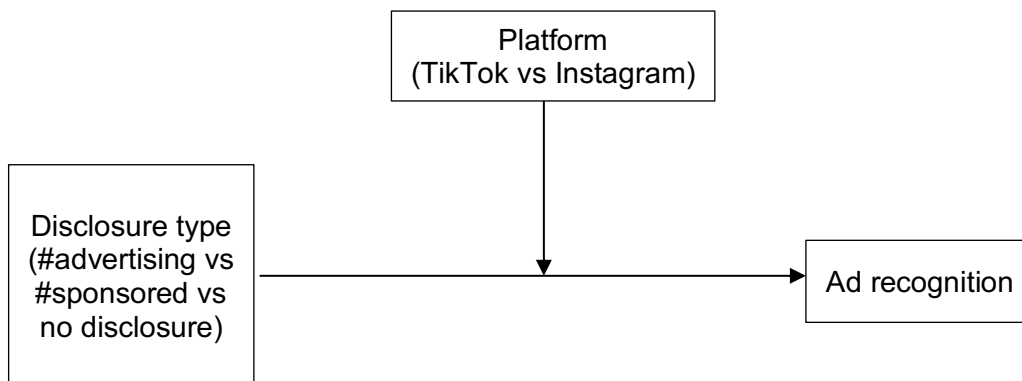 Platform
(TikTok vs Instagram)
Disclosure type
(#advertising vs
#sponsored vs
no disclosure)
Ad recognition